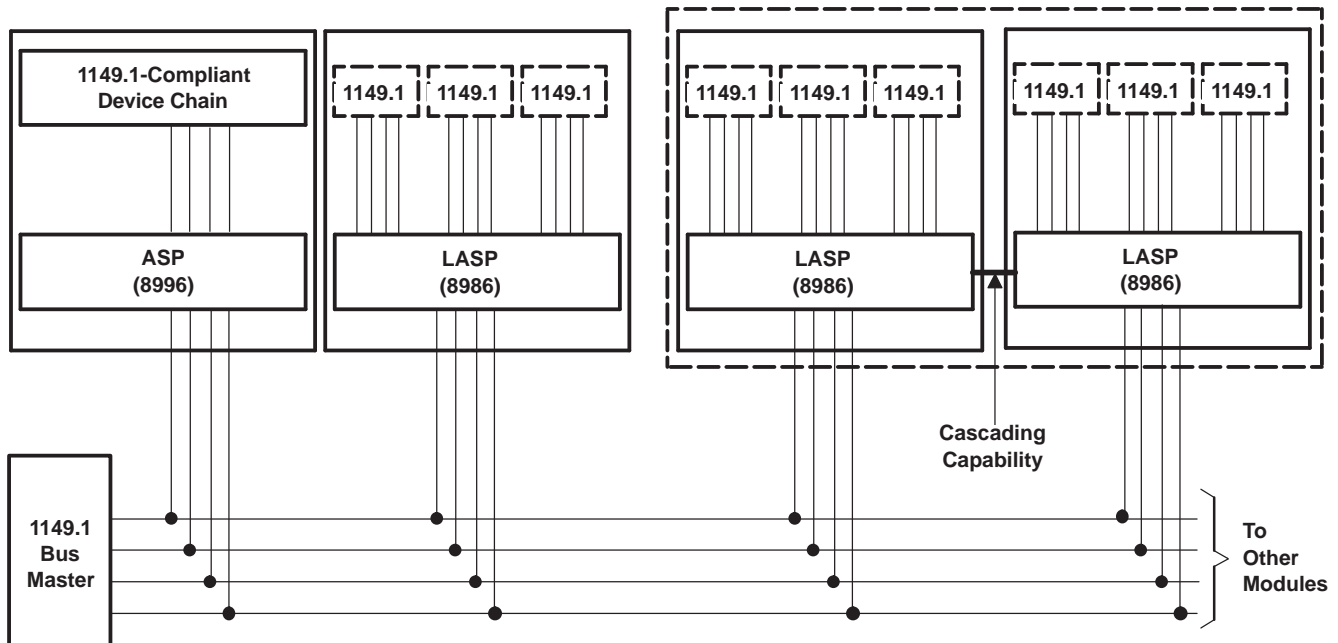 1149.1-Compliant
Device Chain
1149.1 1149.1 1149.1
1149.1 1149.1 1149.1
1149.1 1149.1 1149.1
ASP
(8996)
LASP
(8986)
LASP
(8986)
LASP
(8986)
Cascading
Capability
1149.1
Bus
Master
To
Other
Modules